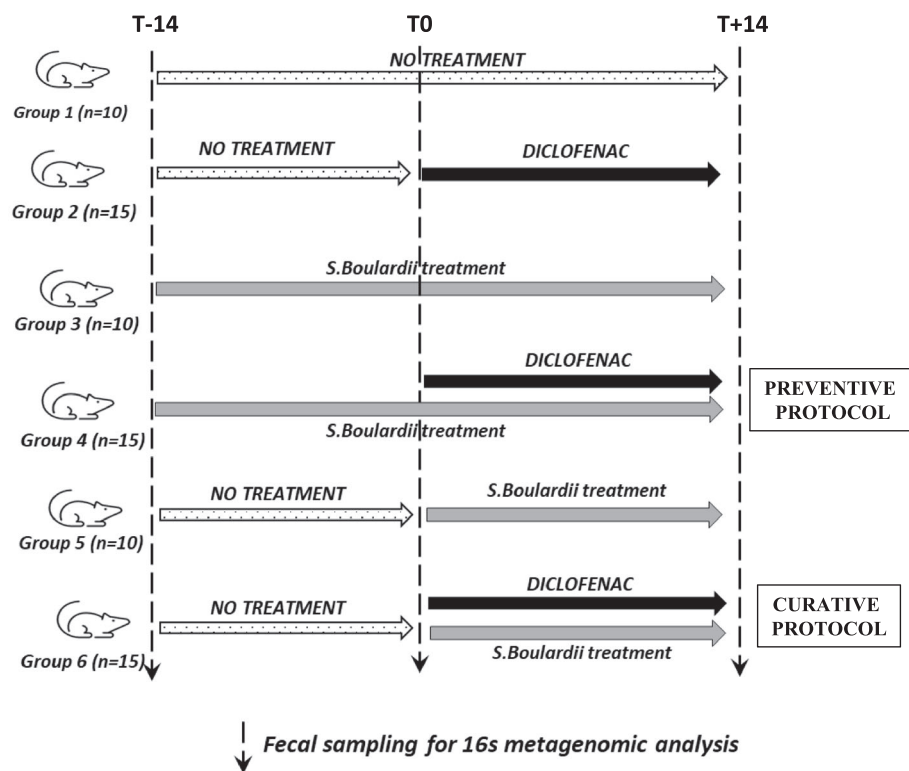 T-14 T0 T+14
NO TREATMENT
Group 1 (n=10)
NO TREATMENT DICLOFENAC
Group 2 (n=15)
S.Boulardii treatment
Group 3 (n=10)
DICLOFENAC
PREVENTIVE
PROTOCOL
Group 4 (n=15)
S.Boulardii treatment
NO TREATMENT S.Boulardii treatment
Group 5 (n=10)
NO TREATMENT DICLOFENAC
CURATIVE
PROTOCOL
Group 6 (n=15)
S.Boulardii treatment
Fecal sampling for 16s metagenomic analysis